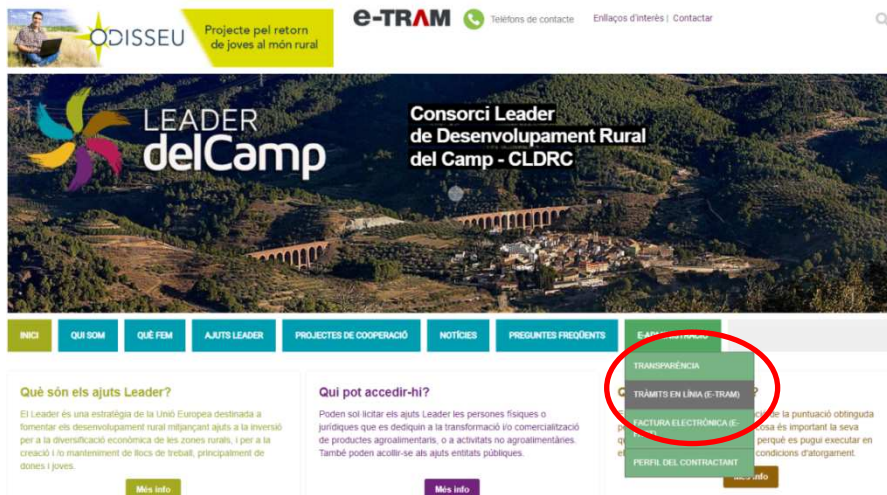 ODISSEU
Projecte pel retorn
de joves al món rural
e-TRAM
Telèfons de contacte
Enllaços d'interès | Contactar
LEADER
delCamp
Consorci Leader
de Desenvolupament Rural
del Camp - CLDRC
INICI
QUI SOM
QUÈ FEM
AJUTS LEADER
PROJECTES DE COOPERACIÓ
NOTÍCIES
PREGUNTES FREQÜENTS
E-ADMINISTRACIÓ
TRANSPARÈNCIA
TRÀMITS EN LÍNIA (E-TRAM)
FACTURA ELECTRÒNICA (E-
PERFIL DEL CONTRACTANT
Què són els ajuts Leader?
El Leader és una estratègia de la Unió Europea destinada a
fomentar els desenvolupament rural mitjançant ajuts a la inversió
per a la diversificació econòmica de les zones rurals, i per a la
creació i /o manteniment de llocs de treball, principalment de
dones i joves.
Més info
Qui pot accedir-hi?
Poden sol·licitar els ajuts Leader les persones físiques o
jurídiques que es dediquin a la transformació i/o comercialització
de productes agroalimentaris, o a activitats no agroalimentàries.
També poden acollir-se als ajuts entitats públiques.
Més info
?
de la puntuació obtinguda
cosa és important la seva
perquè es pugui executar en
condicions d'atorgament.
Més info